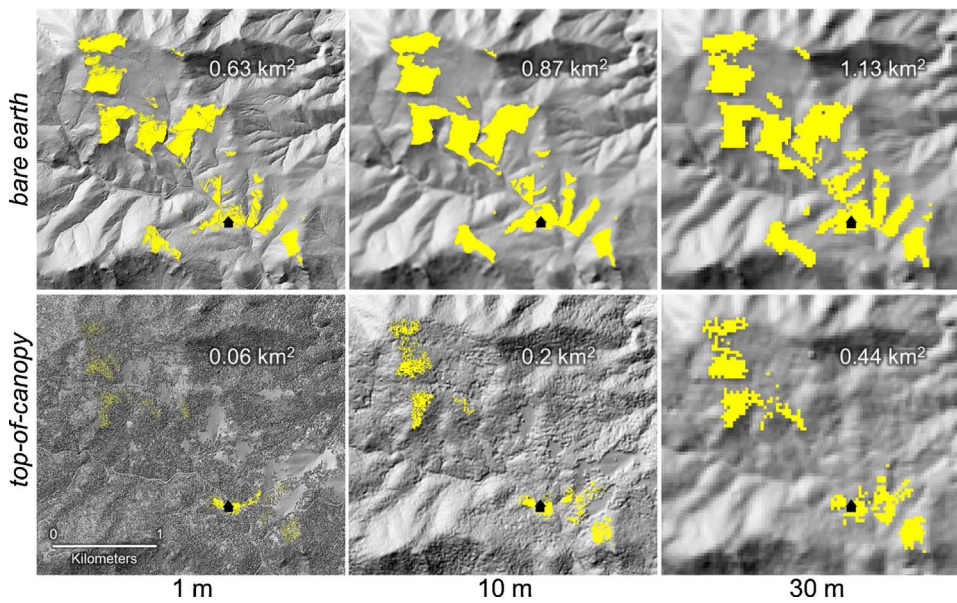 bare earth
0.63 km²
0.87 km²
1.13 km²
top-of-canopy
0.06 km²
0.2 km²
0.44 km²
0 1
Kilometers
1 m
10 m
30 m